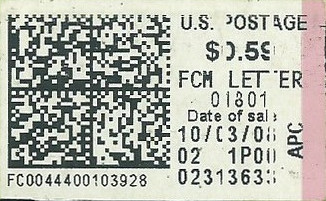 U.S. POSTAGE
$0.59
FCM LETTER
01801
Date of sale
10/03/08
02 1P00
02313633
APC
FC0044400103928